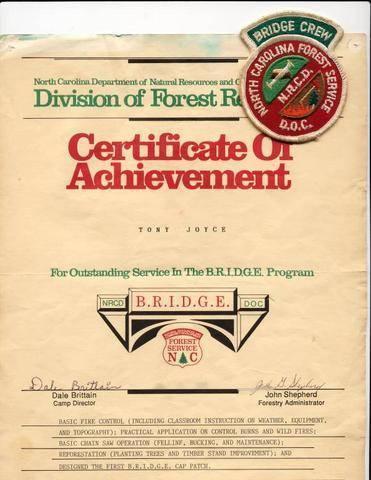 BRIDGE CREW
NORTH CAROLINA FOREST SERVICE
N.R.C.D.
D.O.C.
North Carolina Department of Natural Resources and C
Division of Forest Re
Certificate Of
Achievement
TONY JOYCE
For Outstanding Service In The B.R.I.D.G.E. Program
NRCD B.R.I.D.G.E. DOC
FOREST
SERVICE
N C
Dale Brittain
Dale Brittain John Shepherd
Camp Director Forestry Administrator
BASIC FIRE CONTROL (INCLUDING CLASSROOM INSTRUCTION ON WEATHER, EQUIPMENT,
AND TOPOGRAPHY); PRACTICAL APPLICATION ON CONTROL BURNS AND WILD FIRES;
BASIC CHAIN SAW OPERATION (FELLINF, BUCKING, AND MAINTENANCE);
REFORESTATION (PLANTING TREES AND TIMBER STAND IMPROVEMENT); AND
DESIGNED THE FIRST B.R.I.D.G.E. CAP PATCH.